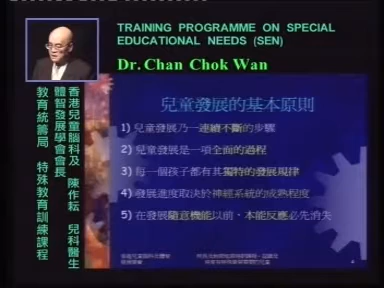 TRAINING PROGRAMME ON SPECIAL
EDUCATIONAL NEEDS (SEN)
Dr. Chan Chok Wan
香港兒童腦科及
體智發展學會會長
陳作耘 兒科醫生
教育統籌局 特殊教育訓練課程
兒童發展的基本原則
1) 兒童發展乃一連續不斷的步驟
2) 兒童發展是一項全面的過程
3) 每一個孩子都有其獨特的發展規律
4) 發展進度取決於神經系統的成熟程度
5) 在發展隨意機能以前，本能反應必先消失